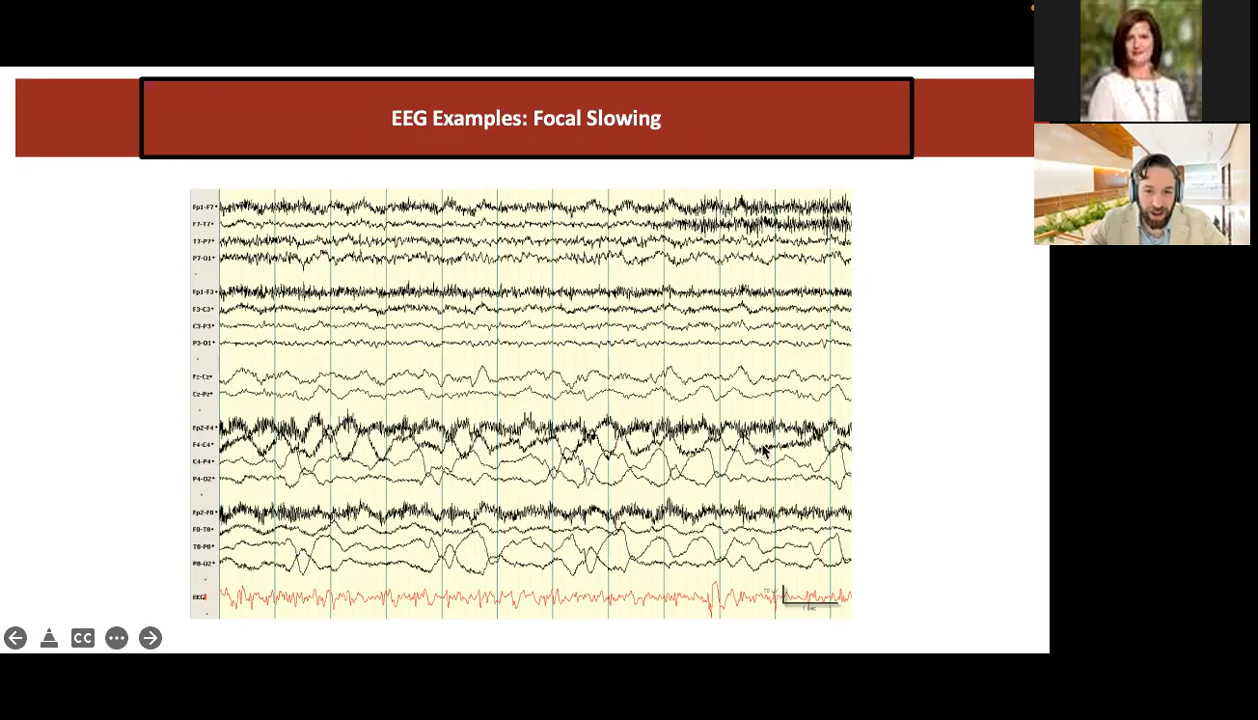 EEG Examples: Focal Slowing
Fp1-F7
F7-T7
T7-P7
P7-O1
Fp1-F3
F3-C3
C3-P3
P3-O1
Fz-Cz
Cz-Pz
Fp2-F4
F4-C4
C4-P4
P4-O2
Fp2-F8
F8-T8
T8-P8
P8-O2
1 sec
CC